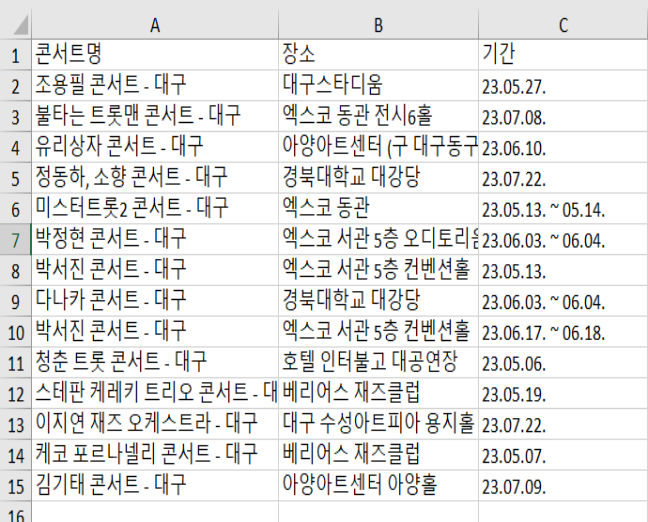 A B C
1 콘서트명 장소 기간
2 조용필 콘서트 - 대구 대구스타디움 23.05.27.
3 불타는 트롯맨 콘서트 - 대구 엑스코 동관 전시6홀 23.07.08.
4 유리상자 콘서트 - 대구 아양아트센터 (구 대구동구 23.06.10.
5 정동하, 소향 콘서트 - 대구 경북대학교 대강당 23.07.22.
6 미스터트롯2 콘서트 - 대구 엑스코 동관 23.05.13. ~ 05.14.
7 박정현 콘서트 - 대구 엑스코 서관 5층 오디토리움 23.06.03. ~ 06.04.
8 박서진 콘서트 - 대구 엑스코 서관 5층 컨벤션홀 23.05.13.
9 다나카 콘서트 - 대구 경북대학교 대강당 23.06.03. ~ 06.04.
10 박서진 콘서트 - 대구 엑스코 서관 5층 컨벤션홀 23.06.17. ~ 06.18.
11 청춘 트롯 콘서트 - 대구 호텔 인터불고 대공연장 23.05.06.
12 스테판 케레키 트리오 콘서트 - 대 베리어스 재즈클럽 23.05.19.
13 이지연 재즈 오케스트라 - 대구 대구 수성아트피아 용지홀 23.07.22.
14 케코 포르나넬리 콘서트 - 대구 베리어스 재즈클럽 23.05.07.
15 김기태 콘서트 - 대구 아양아트센터 아양홀 23.07.09.
16